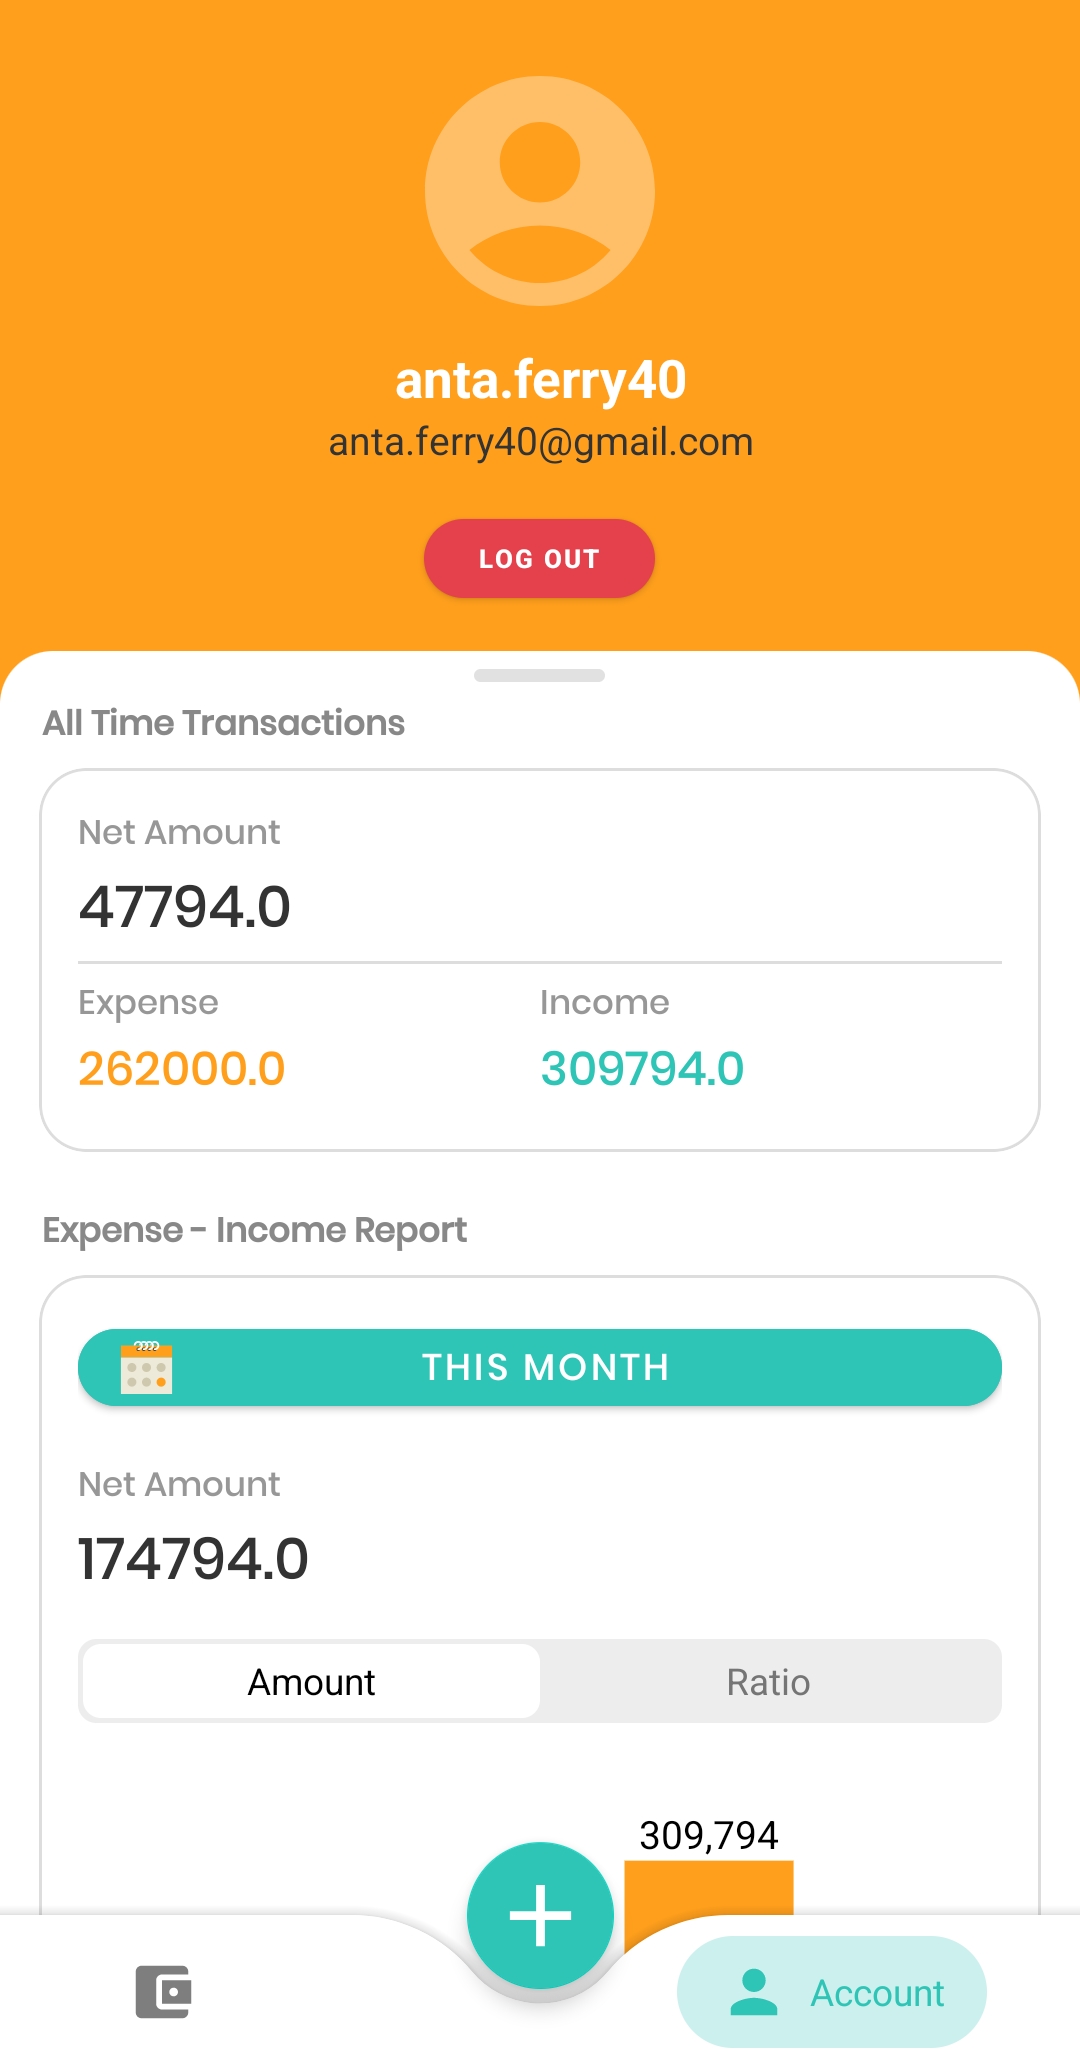 anta.ferry40
anta.ferry40@gmail.com
LOG OUT
All Time Transactions
Net Amount
47794.0
Expense Income
262000.0 309794.0
Expense - Income Report
THIS MONTH
Net Amount
174794.0
Amount Ratio
309,794
Account